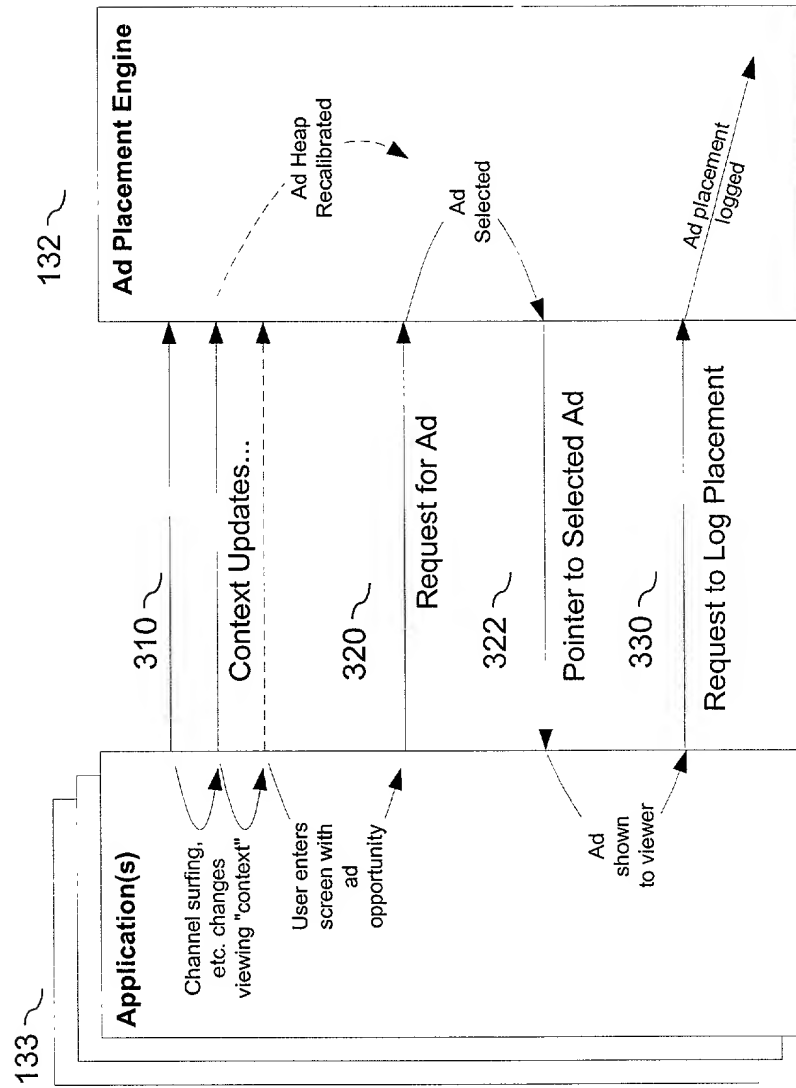 133
Application(s)
Channel surfing,
etc. changes
viewing "context"
User enters
screen with
ad
opportunity
Ad
shown
to viewer
310
Context Updates...
320
Request for Ad
322
Pointer to Selected Ad
330
Request to Log Placement
132
Ad Placement Engine
Ad Heap
Recalibrated
Ad
Selected
Ad placement
logged